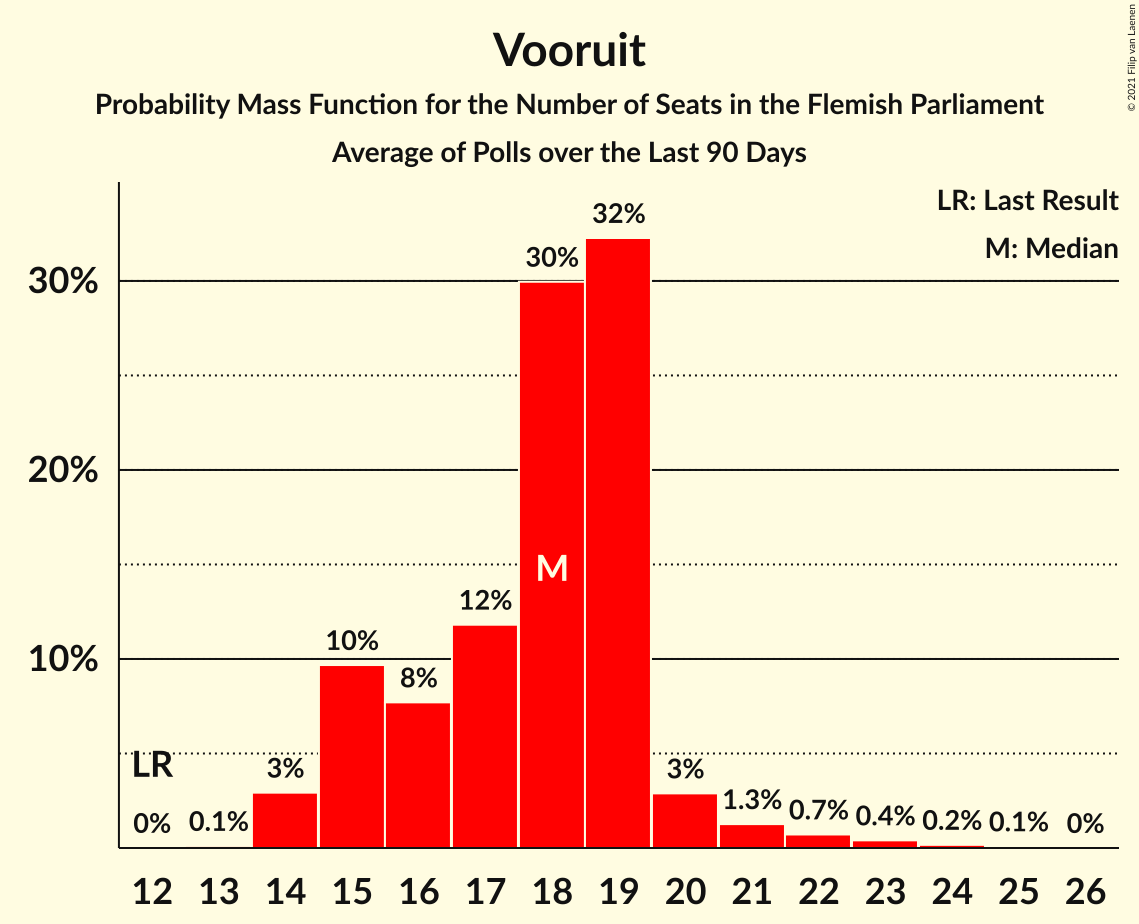 Vooruit
Probability Mass Function for the Number of Seats in the Flemish Parliament
Average of Polls over the Last 90 Days
© 2021 Filip van Laenen
LR: Last Result
M: Median
30%
20%
10%
LR
0%
0.1%
3%
10%
8%
12%
30%
M
32%
3%
1.3%
0.7%
0.4%
0.2%
0.1%
0%
12 13 14 15 16 17 18 19 20 21 22 23 24 25 26